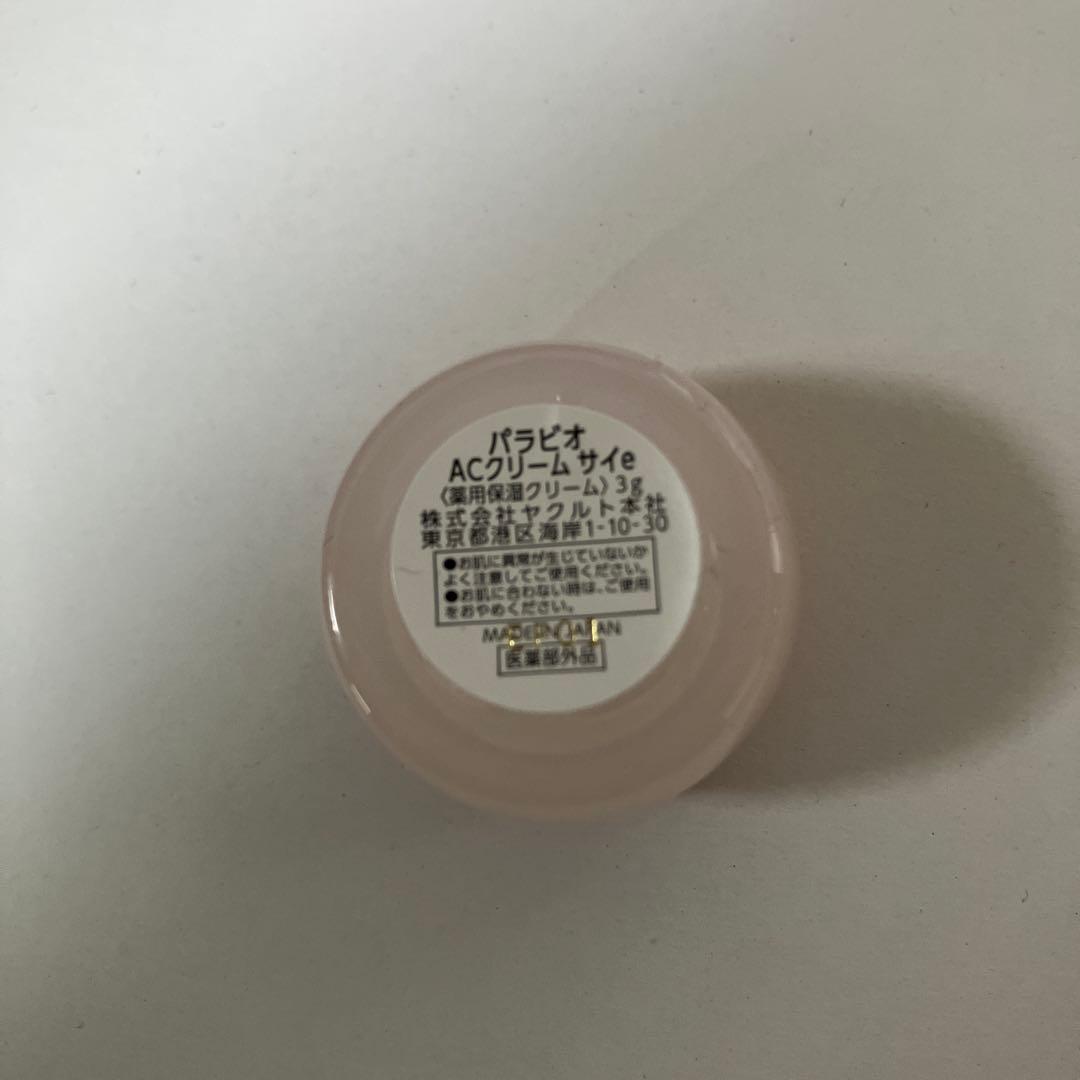 パラビオ
ACクリーム サイe
〈薬用保湿クリーム〉3g
株式会社ヤクルト本社
東京都港区海岸1-10-30
●お肌に異常が生じていないか
よく注意してご使用ください。
●お肌に合わない時は、ご使用
をおやめください。
MADE IN JAPAN
医薬部外品